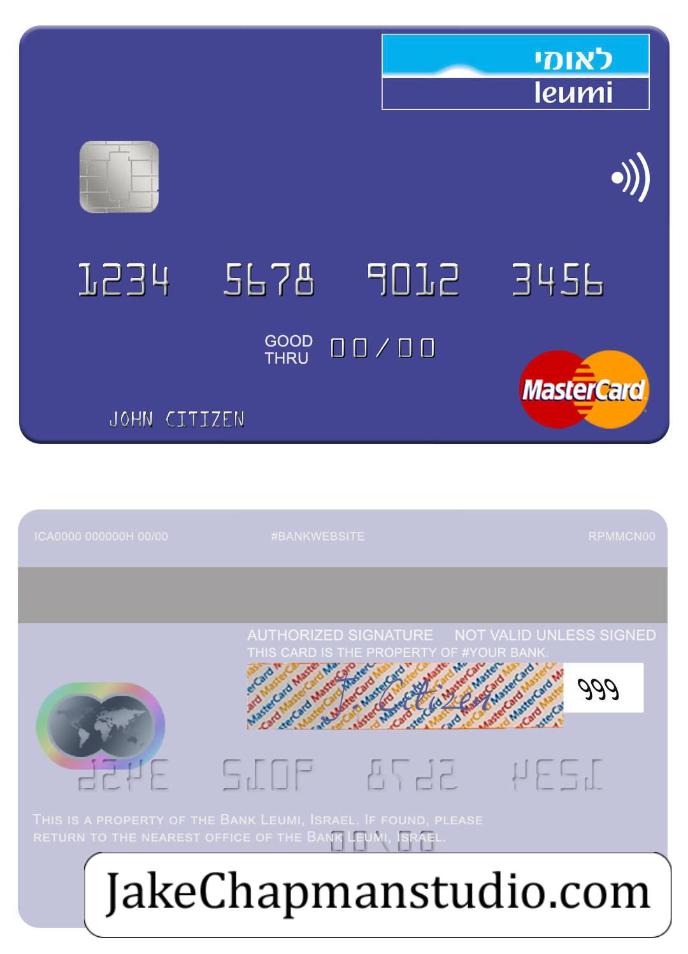 לאומי
leumi
1234 5678 9012 3456
GOOD THRU 00/00
MasterCard
JOHN CITIZEN
ICA0000 000000H 00/00 #BANKWEBSITE RPMMCN00
AUTHORIZED SIGNATURE NOT VALID UNLESS SIGNED
THIS CARD IS THE PROPERTY OF #YOUR BANK.
J. Citizen 999
THIS IS A PROPERTY OF THE BANK LEUMI, ISRAEL. IF FOUND, PLEASE
RETURN TO THE NEAREST OFFICE OF THE BANK LEUMI, ISRAEL.
JakeChapmanstudio.com